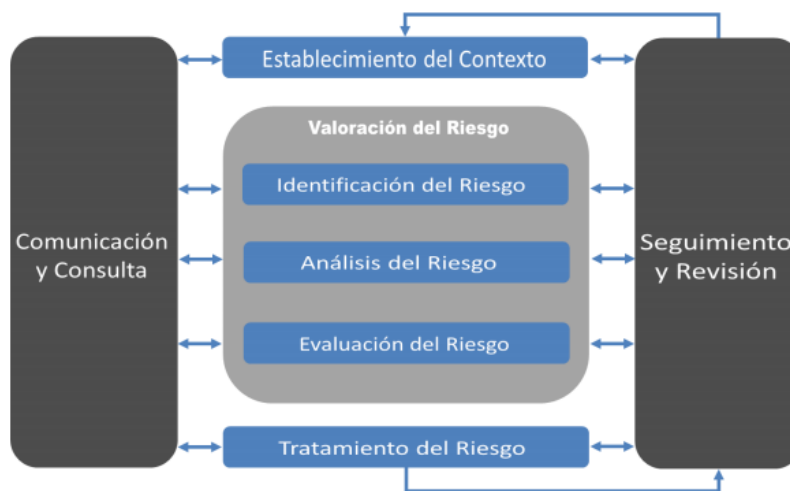 Establecimiento del Contexto
Valoración del Riesgo
Identificación del Riesgo
Comunicación
y Consulta
Análisis del Riesgo
Seguimiento
y Revisión
Evaluación del Riesgo
Tratamiento del Riesgo